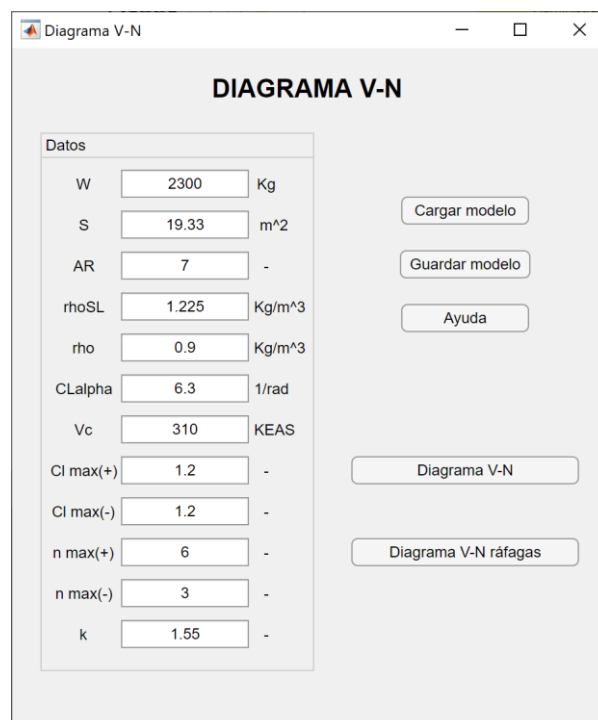 Diagrama V-N
DIAGRAMA V-N
Datos
W 2300 Kg
S 19.33 m^2
AR 7 -
rhoSL 1.225 Kg/m^3
rho 0.9 Kg/m^3
CLalpha 6.3 1/rad
Vc 310 KEAS
Cl max(+) 1.2 -
Cl max(-) 1.2 -
n max(+) 6 -
n max(-) 3 -
k 1.55 -
Cargar modelo
Guardar modelo
Ayuda
Diagrama V-N
Diagrama V-N ráfagas